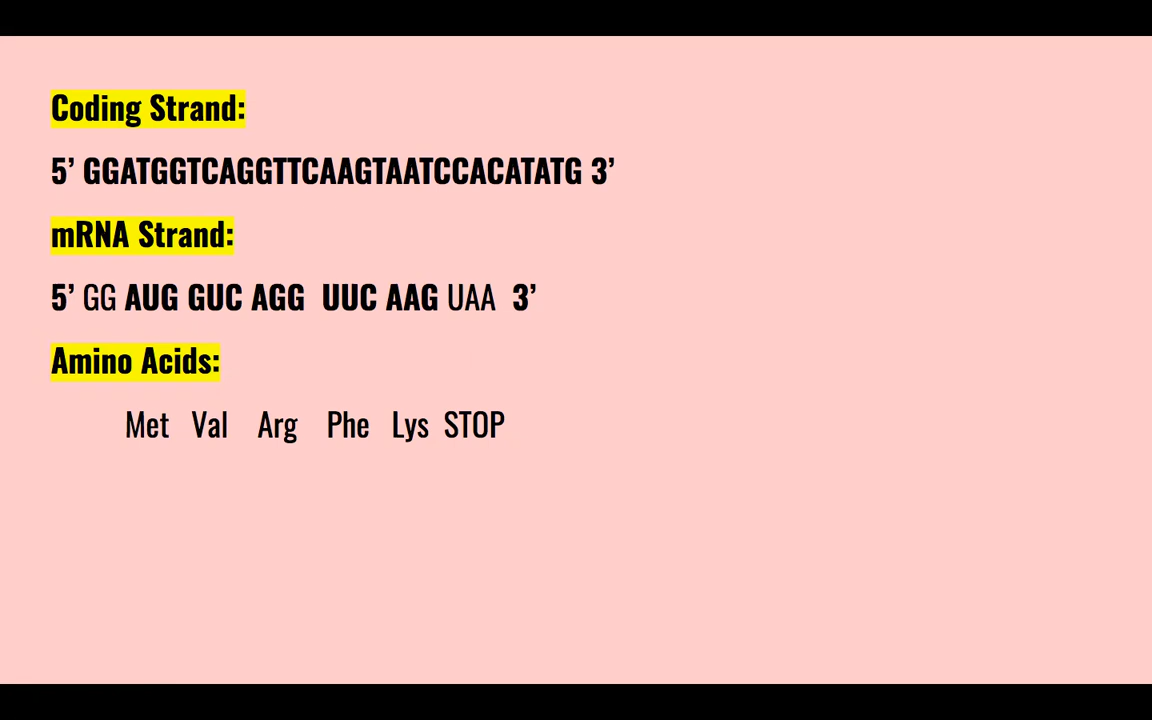 Coding Strand:
5’ GGATGGTCAGGTTCAAGTAATCCACATATG 3’
mRNA Strand:
5’ GG AUG GUC AGG UUC AAG UAA 3’
Amino Acids:
Met Val Arg Phe Lys STOP